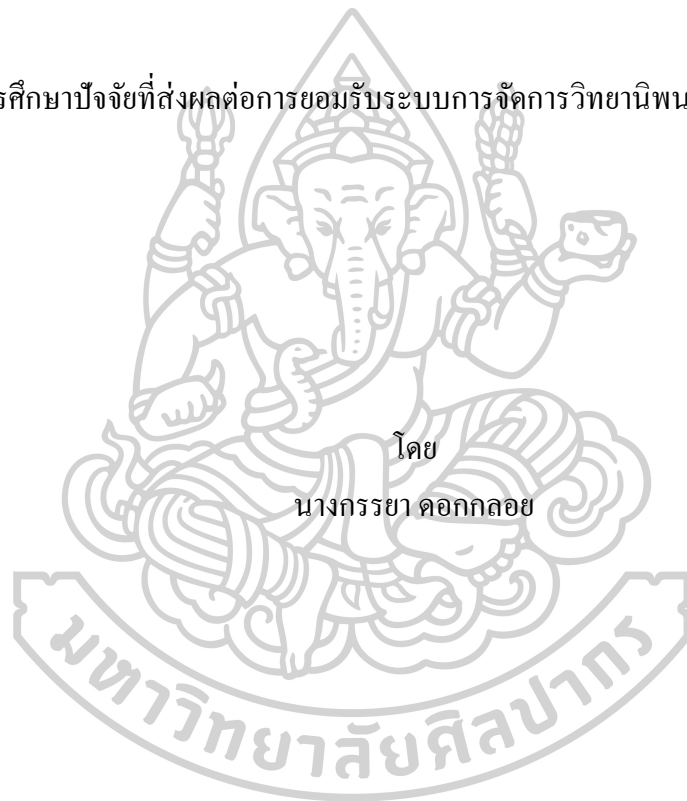 รศึกษาปัจจัยที่ส่งผลต่อการยอมรับระบบการจัดการวิทยานิพน
โดย
นางกรรยา ดอกกลอย
มหาวิทยาลัยศิลปากร